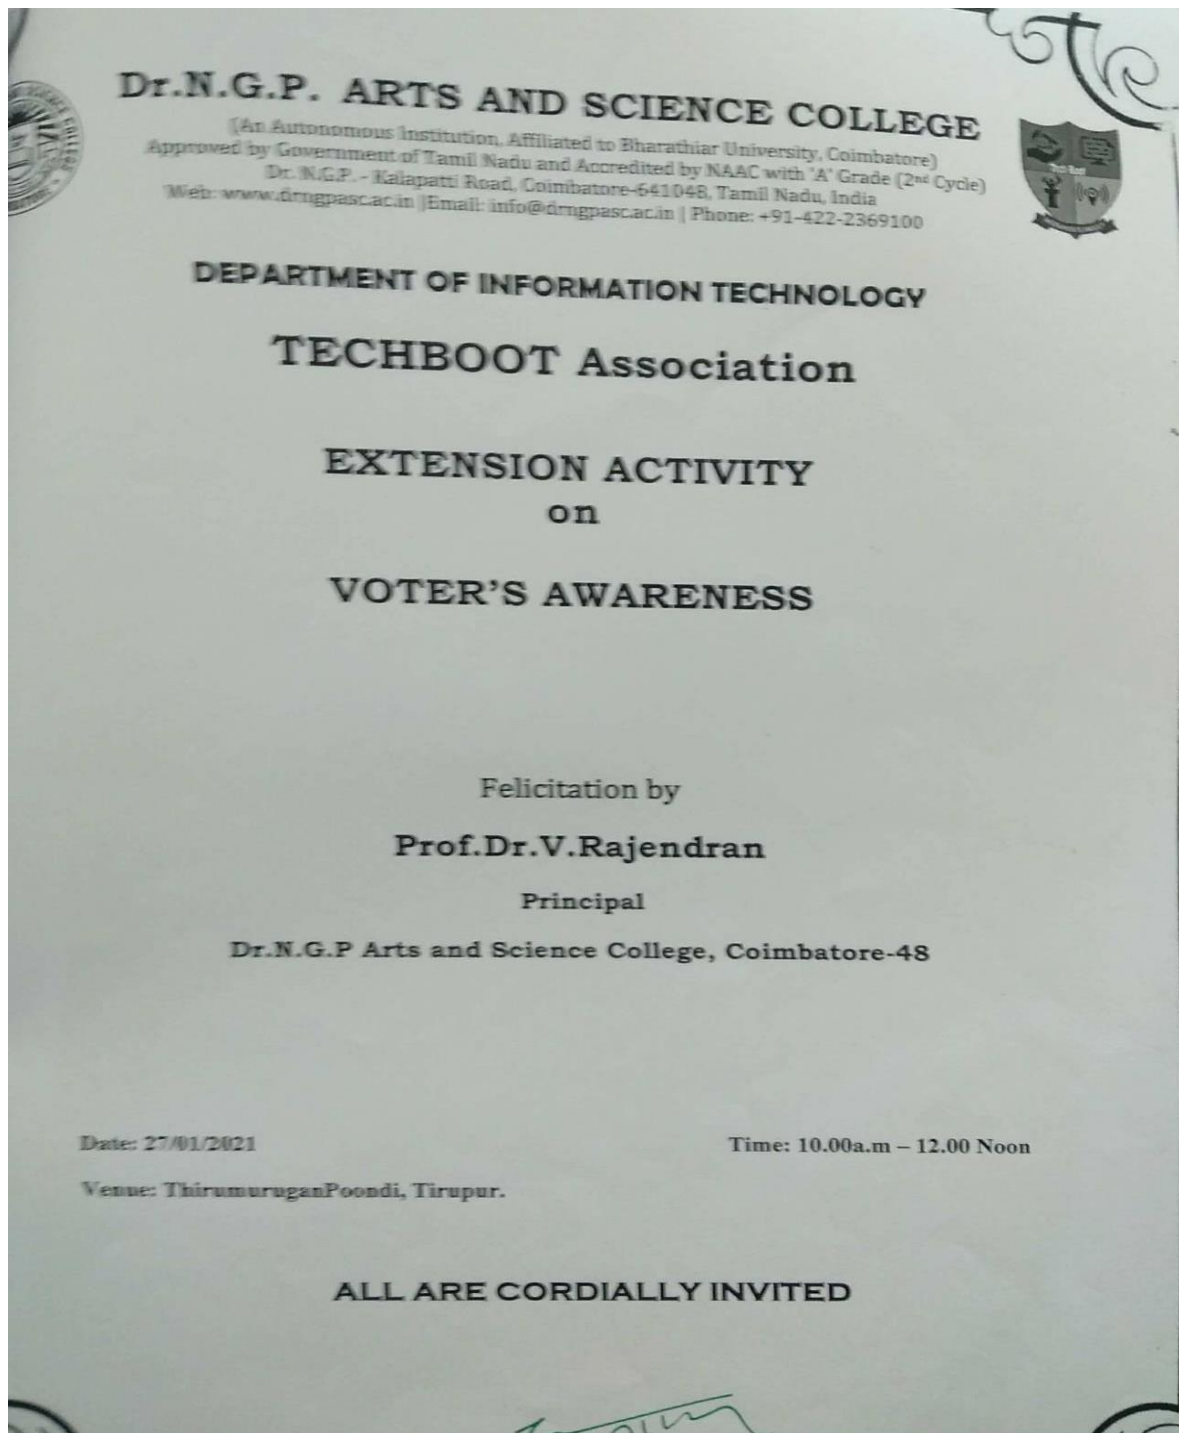 Dr.N.G.P. ARTS AND SCIENCE COLLEGE
(An Autonomous Institution, Affiliated to Bharathiar University, Coimbatore)
Approved by Government of Tamil Nadu and Accredited by NAAC with 'A' Grade (2nd Cycle)
Dr. N.G.P. - Kalapatti Road, Coimbatore-641048, Tamil Nadu, India
Web: www.drngpasc.ac.in |Email: info@drngpasc.ac.in | Phone: +91-422-2369100
DEPARTMENT OF INFORMATION TECHNOLOGY
TECHBOOT Association
EXTENSION ACTIVITY
on
VOTER'S AWARENESS
Felicitation by
Prof.Dr.V.Rajendran
Principal
Dr.N.G.P Arts and Science College, Coimbatore-48
Date: 27/01/2021
Time: 10.00a.m – 12.00 Noon
Venue: ThirumuruganPoondi, Tirupur.
ALL ARE CORDIALLY INVITED